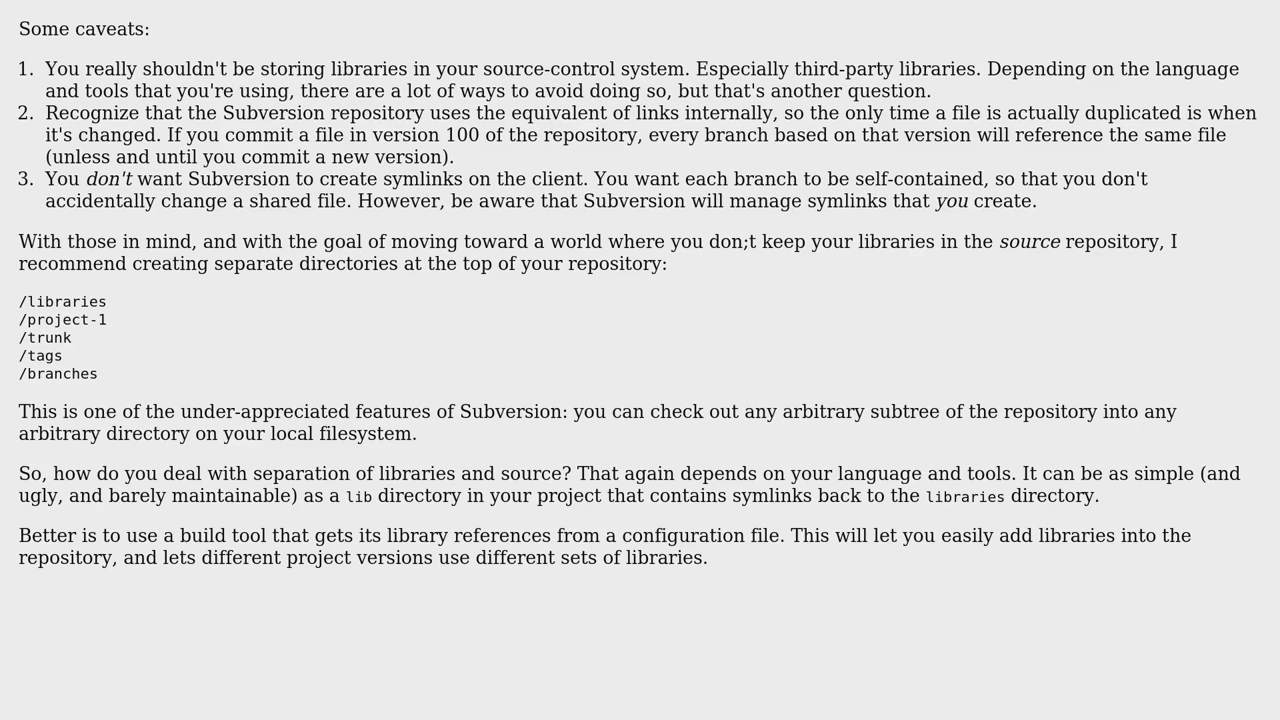 Some caveats:
1. You really shouldn't be storing libraries in your source-control system. Especially third-party libraries. Depending on the language
and tools that you're using, there are a lot of ways to avoid doing so, but that's another question.
2. Recognize that the Subversion repository uses the equivalent of links internally, so the only time a file is actually duplicated is when
it's changed. If you commit a file in version 100 of the repository, every branch based on that version will reference the same file
(unless and until you commit a new version).
3. You don't want Subversion to create symlinks on the client. You want each branch to be self-contained, so that you don't
accidentally change a shared file. However, be aware that Subversion will manage symlinks that you create.
With those in mind, and with the goal of moving toward a world where you don;t keep your libraries in the source repository, I
recommend creating separate directories at the top of your repository:
/libraries
/project-1
/trunk
/tags
/branches
This is one of the under-appreciated features of Subversion: you can check out any arbitrary subtree of the repository into any
arbitrary directory on your local filesystem.
So, how do you deal with separation of libraries and source? That again depends on your language and tools. It can be as simple (and
ugly, and barely maintainable) as a lib directory in your project that contains symlinks back to the libraries directory.
Better is to use a build tool that gets its library references from a configuration file. This will let you easily add libraries into the
repository, and lets different project versions use different sets of libraries.